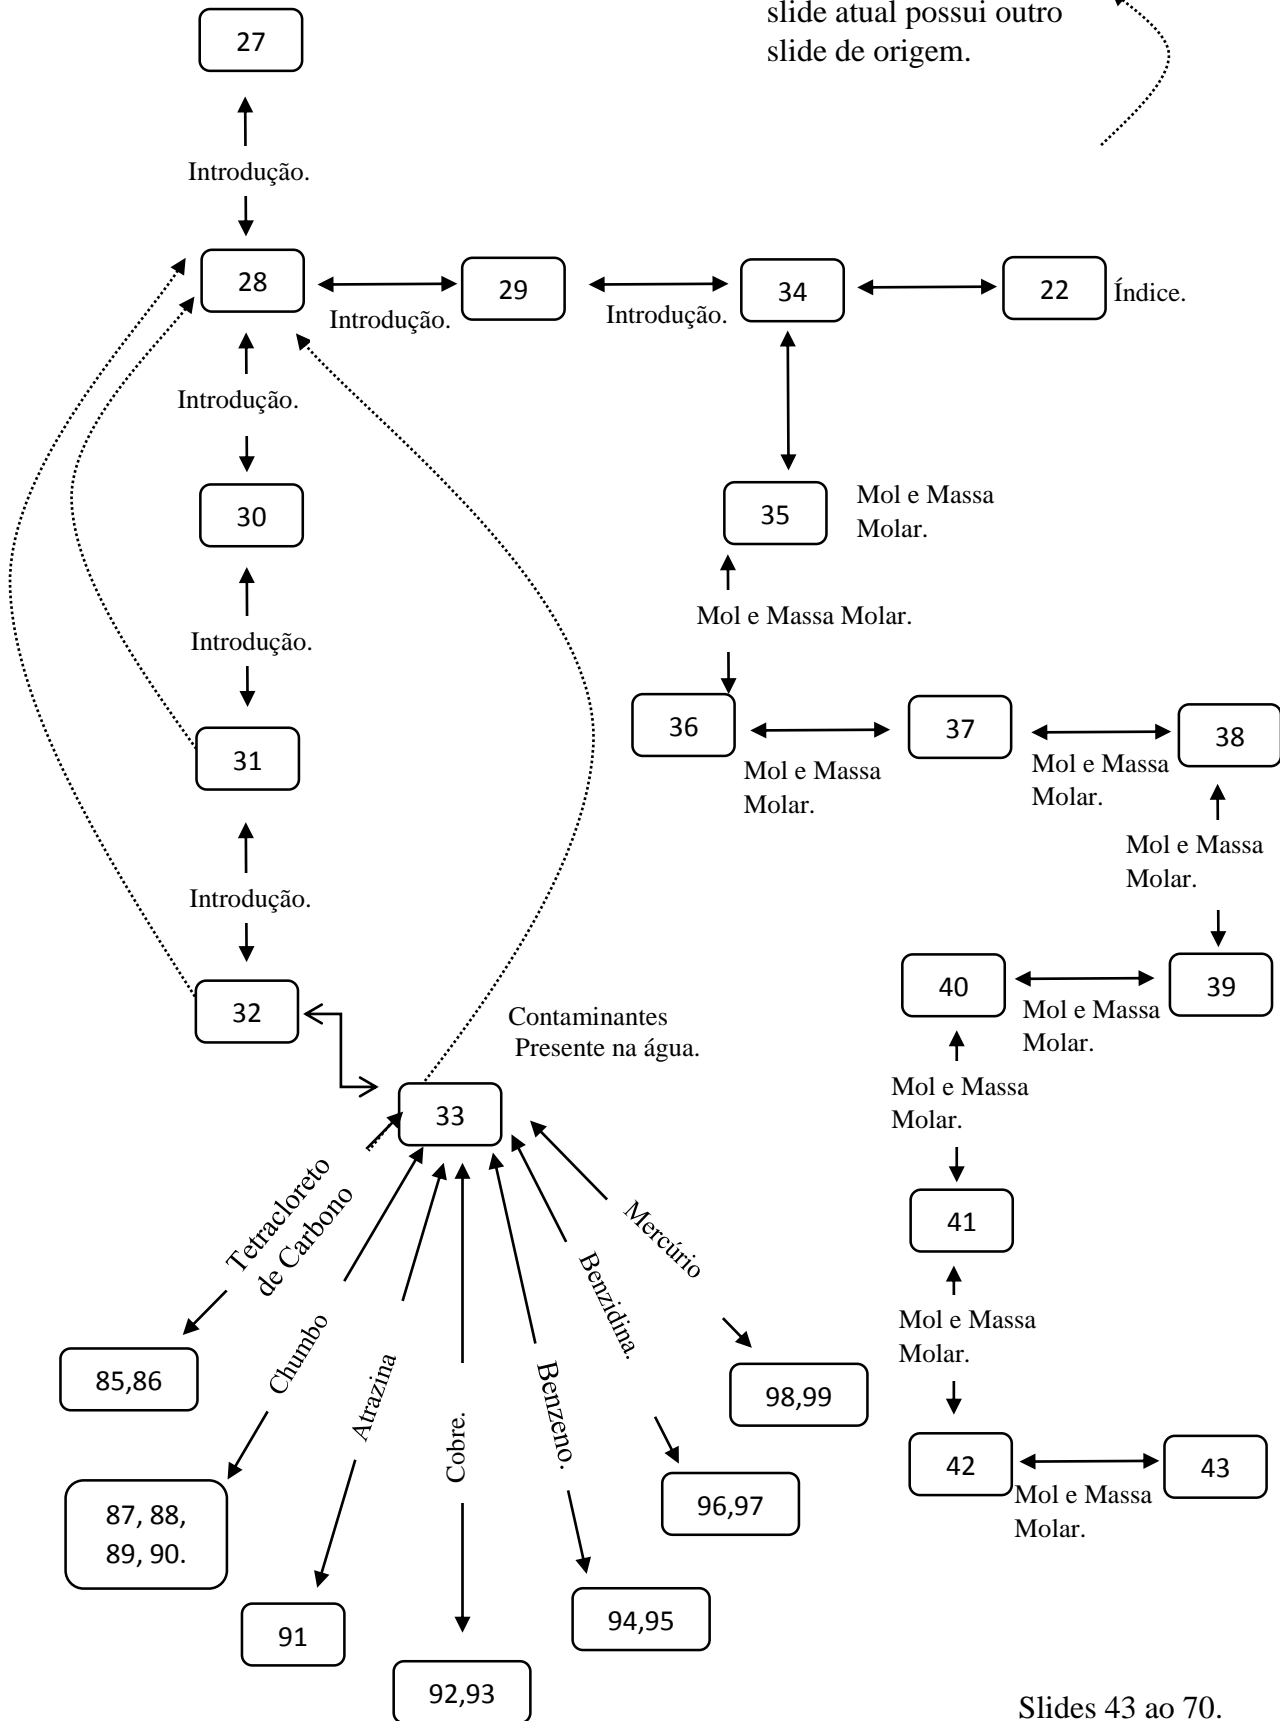 slide atual possui outro
slide de origem.
27
Introdução.
28
Introdução.
29
Introdução.
34
22
Índice.
Introdução.
30
35
Mol e Massa
Molar.
Introdução.
Mol e Massa Molar.
31
36
Mol e Massa
Molar.
37
Mol e Massa
Molar.
38
Mol e Massa
Molar.
Introdução.
32
40
Mol e Massa
Molar.
39
Contaminantes
Presente na água.
33
Mol e Massa
Molar.
41
Mol e Massa
Molar.
42
Mol e Massa
Molar.
43
Tetracloreto
de Carbono
Chumbo
Atrazina
Cobre.
Benzeno.
Benzidina.
Mercúrio
85,86
87, 88,
89, 90.
91
92,93
94,95
96,97
98,99
Slides 43 ao 70.